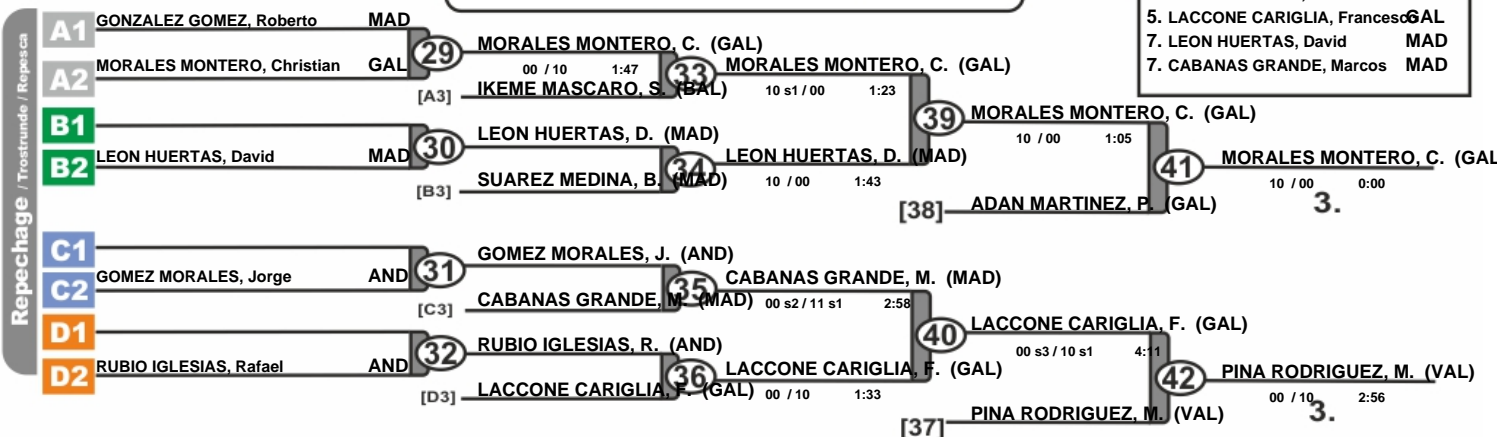 Repechage / Trostrunde / Reposca
A1 GONZALEZ GOMEZ, Roberto MAD
A2 MORALES MONTERO, Christian GAL
B1
B2 LEON HUERTAS, David MAD
C1
C2 GOMEZ MORALES, Jorge AND
D1
D2 RUBIO IGLESIAS, Rafael AND
29 MORALES MONTERO, C. (GAL)
00 / 10 1:47
[A3] IKEME MASCARO, S. (BAL)
30 LEON HUERTAS, D. (MAD)
[B3] SUAREZ MEDINA, B. (MAD)
31 GOMEZ MORALES, J. (AND)
[C3] CABANAS GRANDE, M. (MAD)
32 RUBIO IGLESIAS, R. (AND)
[D3] LACCONE CARIGLIA, F. (GAL)
33 MORALES MONTERO, C. (GAL)
10 s1 / 00 1:23
34 LEON HUERTAS, D. (MAD)
10 / 00 1:43
35 CABANAS GRANDE, M. (MAD)
00 s2 / 11 s1 2:58
36 LACCONE CARIGLIA, F. (GAL)
00 / 10 1:33
39 MORALES MONTERO, C. (GAL)
10 / 00 1:05
[38] ADAN MARTINEZ, P. (GAL)
40 LACCONE CARIGLIA, F. (GAL)
00 s3 / 10 s1 4:11
[37] PINA RODRIGUEZ, M. (VAL)
41 MORALES MONTERO, C. (GAL
10 / 00 0:00
3.
42 PINA RODRIGUEZ, M. (VAL)
00 / 10 2:56
3.
5. LACCONE CARIGLIA, Francesco GAL
7. LEON HUERTAS, David MAD
7. CABANAS GRANDE, Marcos MAD